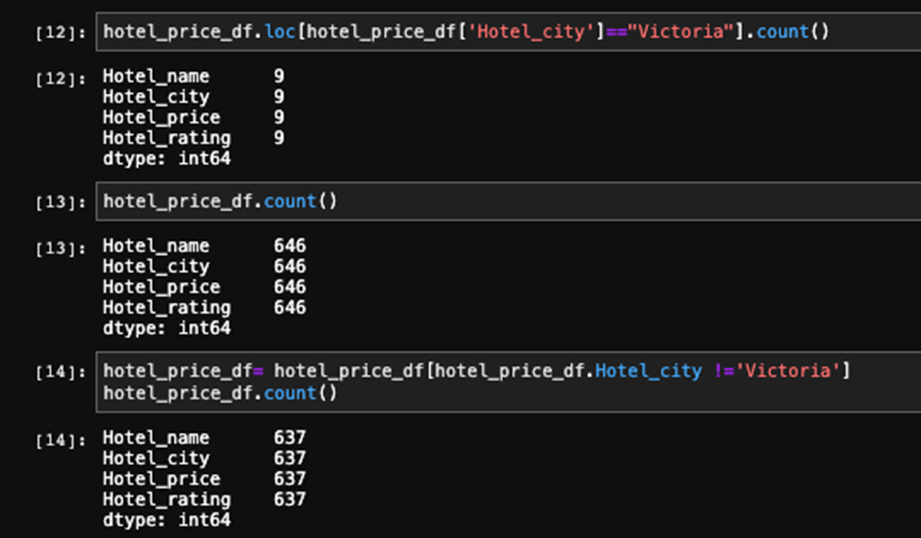 [12]: hotel_price_df.loc[hotel_price_df['Hotel_city']=="Victoria"].count()
[12]: Hotel_name 9
Hotel_city 9
Hotel_price 9
Hotel_rating 9
dtype: int64
[13]: hotel_price_df.count()
[13]: Hotel_name 646
Hotel_city 646
Hotel_price 646
Hotel_rating 646
dtype: int64
[14]: hotel_price_df= hotel_price_df[hotel_price_df.Hotel_city !='Victoria']
hotel_price_df.count()
[14]: Hotel_name 637
Hotel_city 637
Hotel_price 637
Hotel_rating 637
dtype: int64